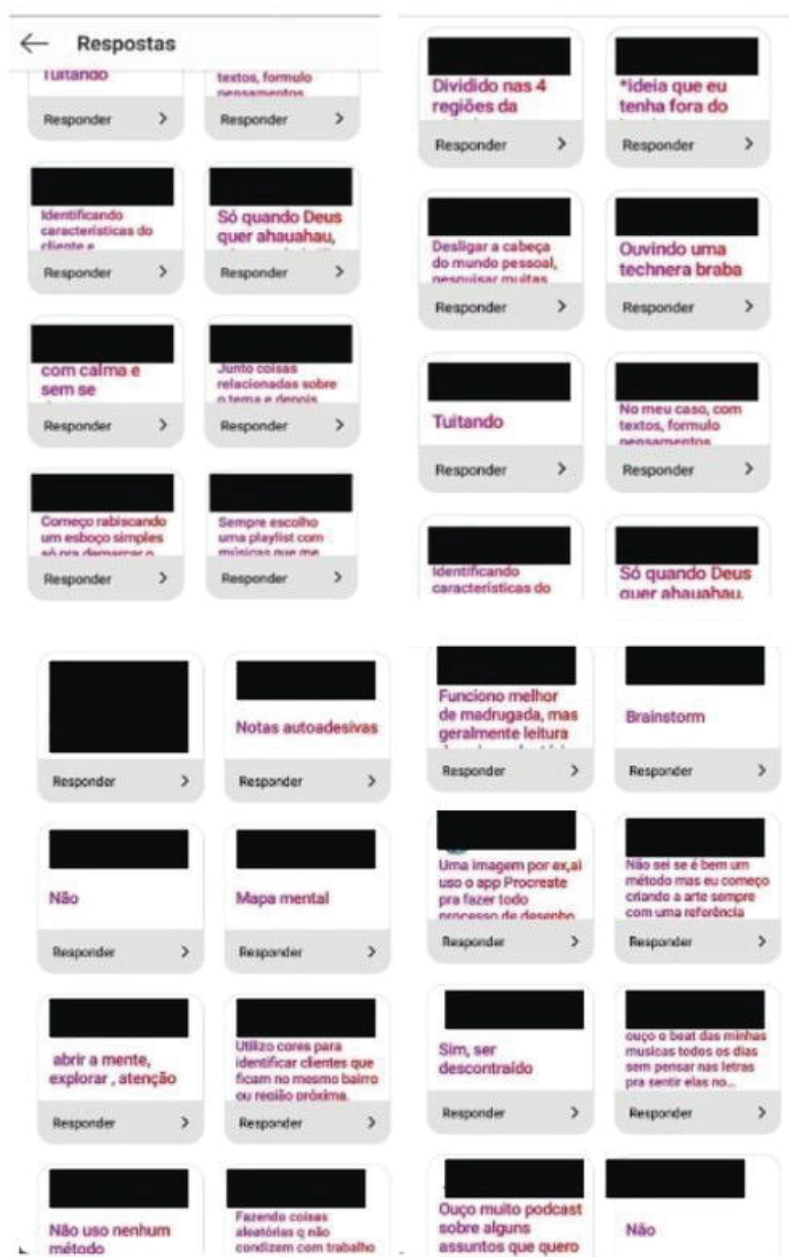 ← Respostas
Tuitando
textos, formulo
pensamentos
Responder >
Responder >
Identificando
características do
cliente e
Responder >
Só quando Deus
quer ahauahau,
Responder >
com calma e
sem se
Responder >
Junto coisas
relacionadas sobre
o tema e depois
Responder >
Começo rabiscando
um esboço simples
só pra demarcar o
Responder >
Sempre escolho
uma playlist com
músicas que me
Responder >
Dividido nas 4
regiões da
Responder >
*ideia que eu
tenha fora do
Responder >
Desligar a cabeça
do mundo pessoal,
pesquisar muitas
Responder >
Ouvindo uma
technera braba
Responder >
Tuitando
Responder >
No meu caso, com
textos, formulo
pensamentos
Responder >
Identificando
características do
Só quando Deus
quer ahauahau,
Responder >
Notas autoadesivas
Responder >
Não
Responder >
Mapa mental
Responder >
abrir a mente,
explorar , atenção
Responder >
Utilizo cores para
identificar clientes que
ficam no mesmo bairro
ou região próxima.
Responder >
Não uso nenhum
método
Fazendo coisas
aleatórias q não
condizem com trabalho
Funciono melhor
de madrugada, mas
geralmente leitura
Responder >
Brainstorm
Responder >
Uma imagem por ex,ai
uso o app Procreate
pra fazer todo
processo de desenho
Responder >
Não sei se é bem um
método mas eu começo
criando a arte sempre
com uma referência
Responder >
Sim, ser
descontraído
Responder >
ouço o beat das minhas
musicas todos os dias
sem pensar nas letras
pra sentir elas no...
Responder >
Ouço muito podcast
sobre alguns
assuntos que quero
Não